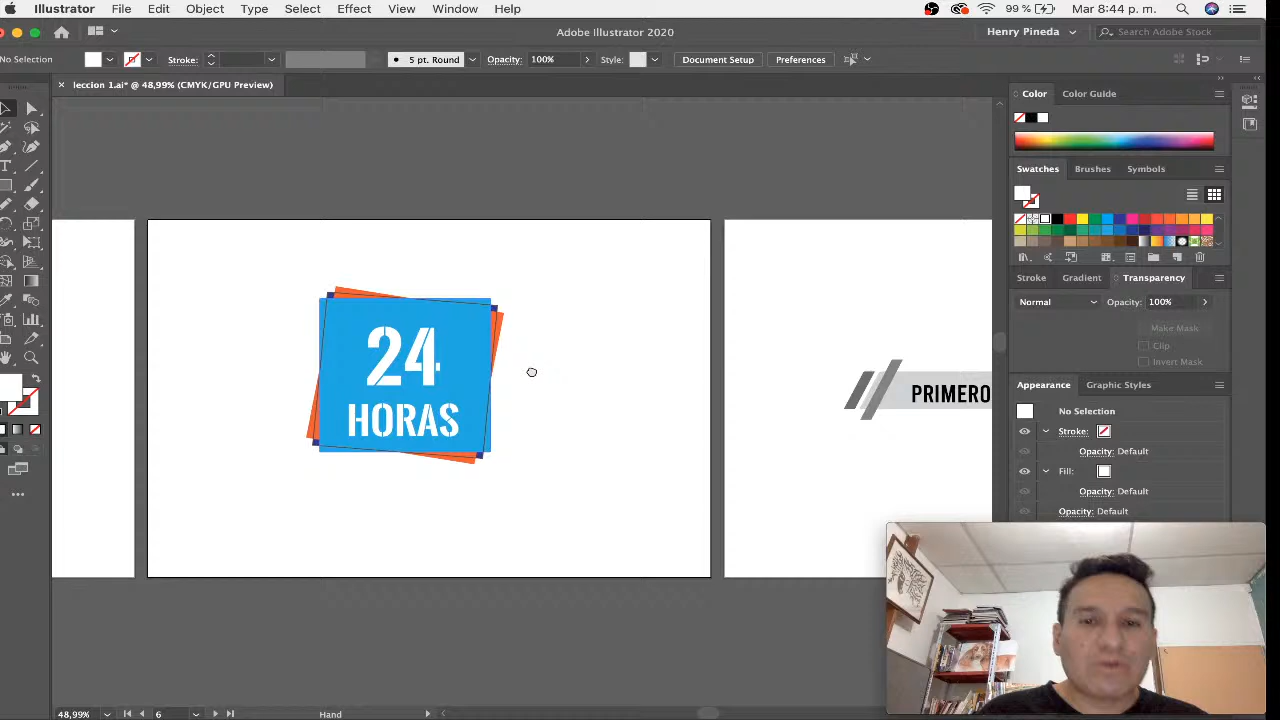 Illustrator File Edit Object Type Select Effect View Window Help 99 % Mar 8:44 p. m.
Adobe Illustrator 2020 Henry Pineda Search Adobe Stock
No Selection Stroke: 5 pt. Round Opacity: 100% Style: Document Setup Preferences
leccion 1.ai* @ 48,99% (CMYK/GPU Preview)
Color Color Guide
Swatches Brushes Symbols
Stroke Gradient Transparency
Normal Opacity: 100%
Make Mask
Clip
Invert Mask
Appearance Graphic Styles
No Selection
Stroke:
Opacity: Default
Fill:
Opacity: Default
Opacity: Default
24
HORAS
PRIMERO
48,99% 6 Hand